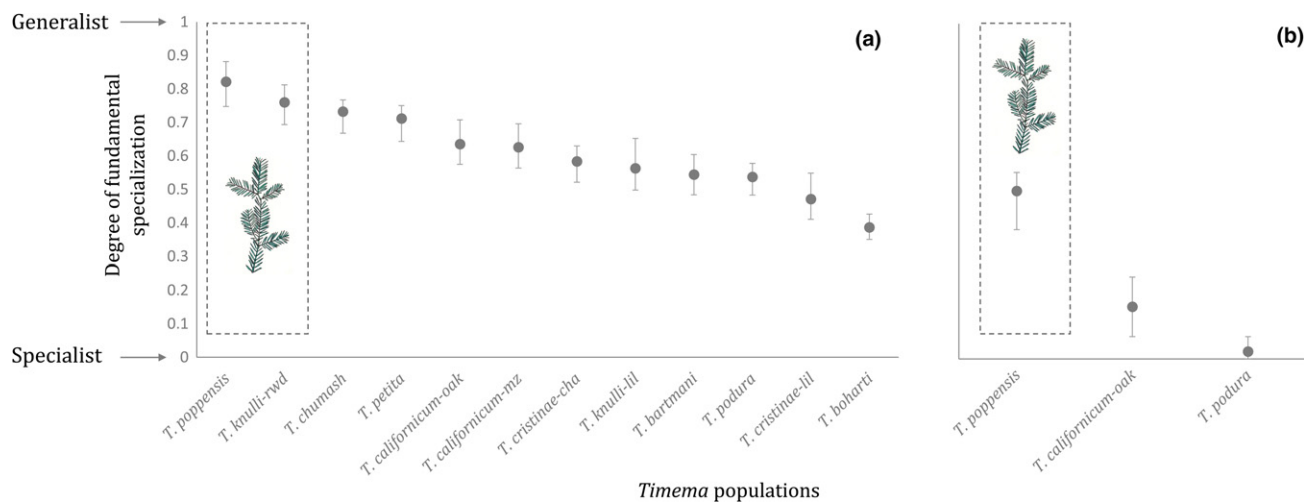 Generalist
Specialist
Degree of fundamental
specialization
1
0.9
0.8
0.7
0.6
0.5
0.4
0.3
0.2
0.1
0
(a)
T. poppensis
T. knulli-rwd
T. chumash
T. petita
T. californicum-oak
T. californicum-mz
T. cristinae-cha
T. knulli-lil
T. bartmani
T. podura
T. cristinae-lil
T. boharti
(b)
T. poppensis
T. californicum-oak
T. podura
Timema populations